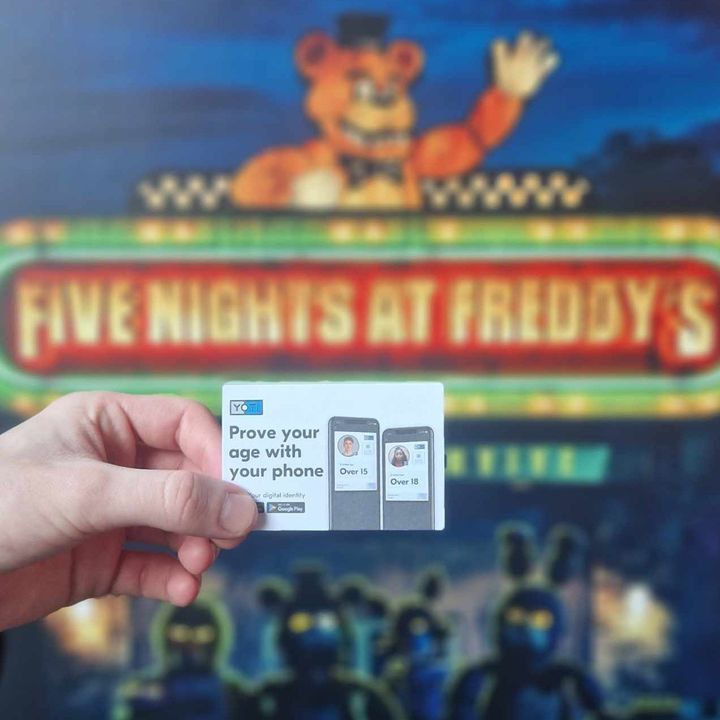 FIVE NIGHTS AT FREDDY'S
YOTI
Prove your
age with
your phone
Over 15
Over 18
our digital identity
Google Play